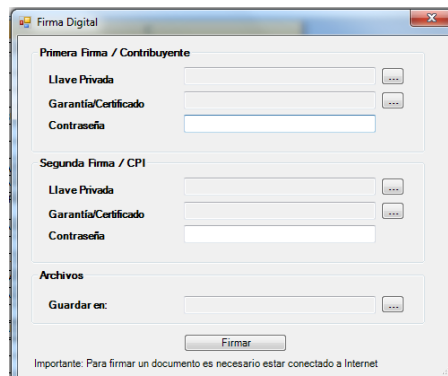 Firma Digital
Primera Firma / Contribuyente
Llave Privada
...
Garantía/Certificado
...
Contraseña
Segunda Firma / CPI
Llave Privada
...
Garantía/Certificado
...
Contraseña
Archivos
Guardar en:
...
Firmar
Importante: Para firmar un documento es necesario estar conectado a Internet